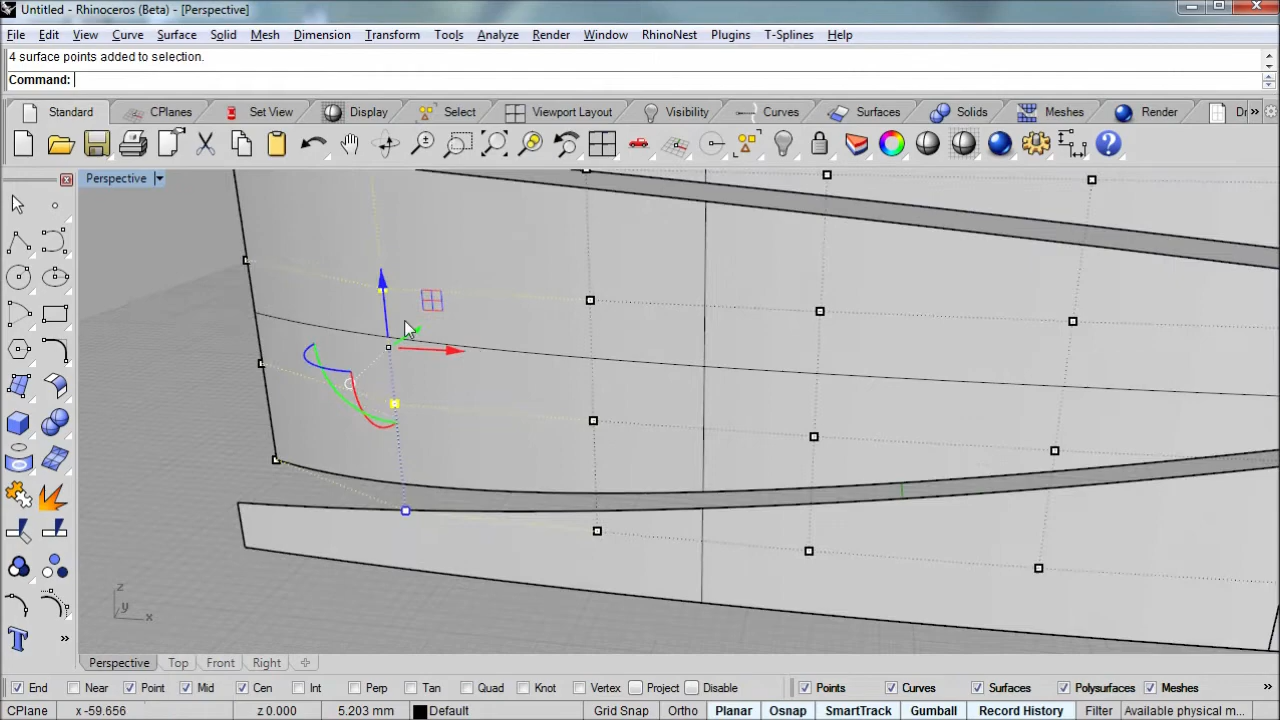 Untitled - Rhinoceros (Beta) - [Perspective]
File Edit View Curve Surface Solid Mesh Dimension Transform Tools Analyze Render Window RhinoNest Plugins T-Splines Help
4 surface points added to selection.
Command:
Standard CPlanes Set View Display Select Viewport Layout Visibility Curves Surfaces Solids Meshes Render Dr
Perspective
z
y
x
Perspective Top Front Right
End Near Point Mid Cen Int Perp Tan Quad Knot Vertex Project Disable Points Curves Surfaces Polysurfaces Meshes
CPlane x -59.656 z 0.000 5.203 mm Default Grid Snap Ortho Planar Osnap SmartTrack Gumball Record History Filter Available physical m...